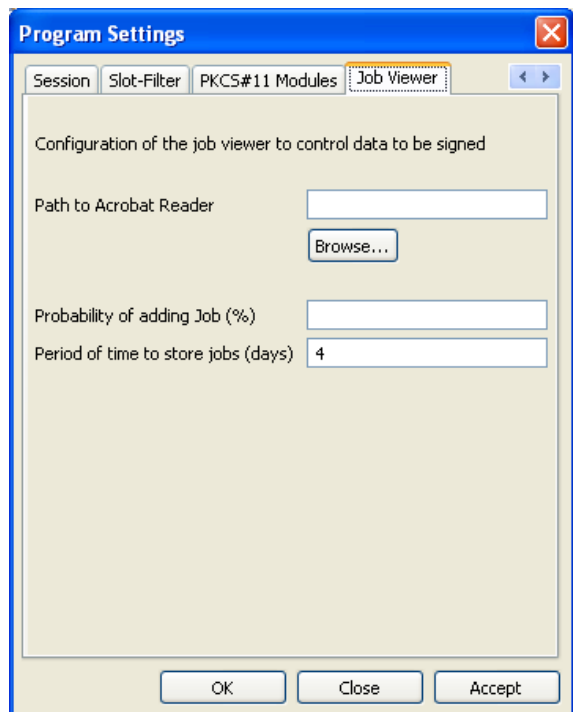 Program Settings
Session Slot-Filter PKCS#11 Modules Job Viewer
Configuration of the job viewer to control data to be signed
Path to Acrobat Reader
Browse...
Probability of adding Job (%)
Period of time to store jobs (days) 4
OK Close Accept